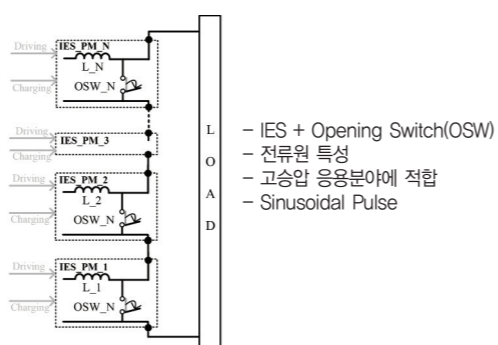 Driving
IES_PM_N
L_N
Charging
OSW_N
Driving
IES_PM_3
Charging
Driving
IES_PM_2
L_2
Charging
OSW_N
Driving
IES_PM_1
L_1
Charging
OSW_N
L
O
A
D
- IES + Opening Switch(OSW)
- 전류원 특성
- 고승압 응용분야에 적합
- Sinusoidal Pulse